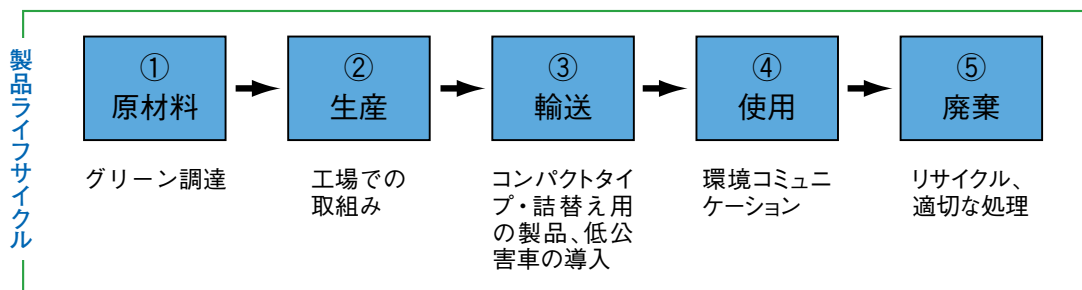 製品ライフサイクル
①
原材料
②
生産
③
輸送
④
使用
⑤
廃棄
グリーン調達
工場での
取組み
コンパクトタイ
プ・詰替え用
の製品、低公
害車の導入
環境コミュニ
ケーション
リサイクル、
適切な処理